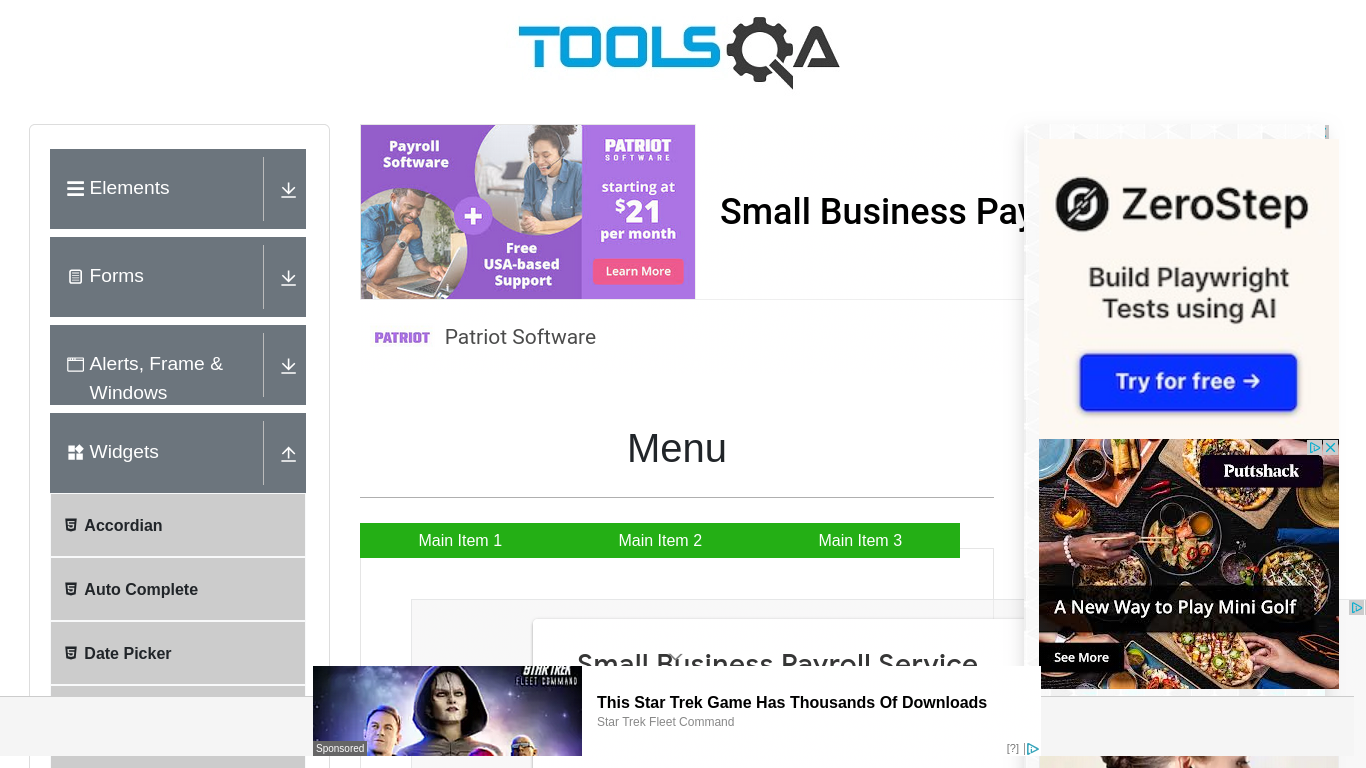 TOOLSQA
Elements
Forms
Alerts, Frame &
Windows
Widgets
Accordian
Auto Complete
Date Picker
Payroll
Software
+
Free
USA-based
Support
PATRIOT
SOFTWARE
starting at
$21
per month
Learn More
Small Business Pay
PATRIOT
Patriot Software
Menu
Main Item 1
Main Item 2
Main Item 3
Small Business Payroll Service
ZeroStep
Build Playwright
Tests using AI
Try for free →
Puttshack
A New Way to Play Mini Golf
See More
STAR TREK
FLEET COMMAND
Sponsored
This Star Trek Game Has Thousands Of Downloads
Star Trek Fleet Command
[?]